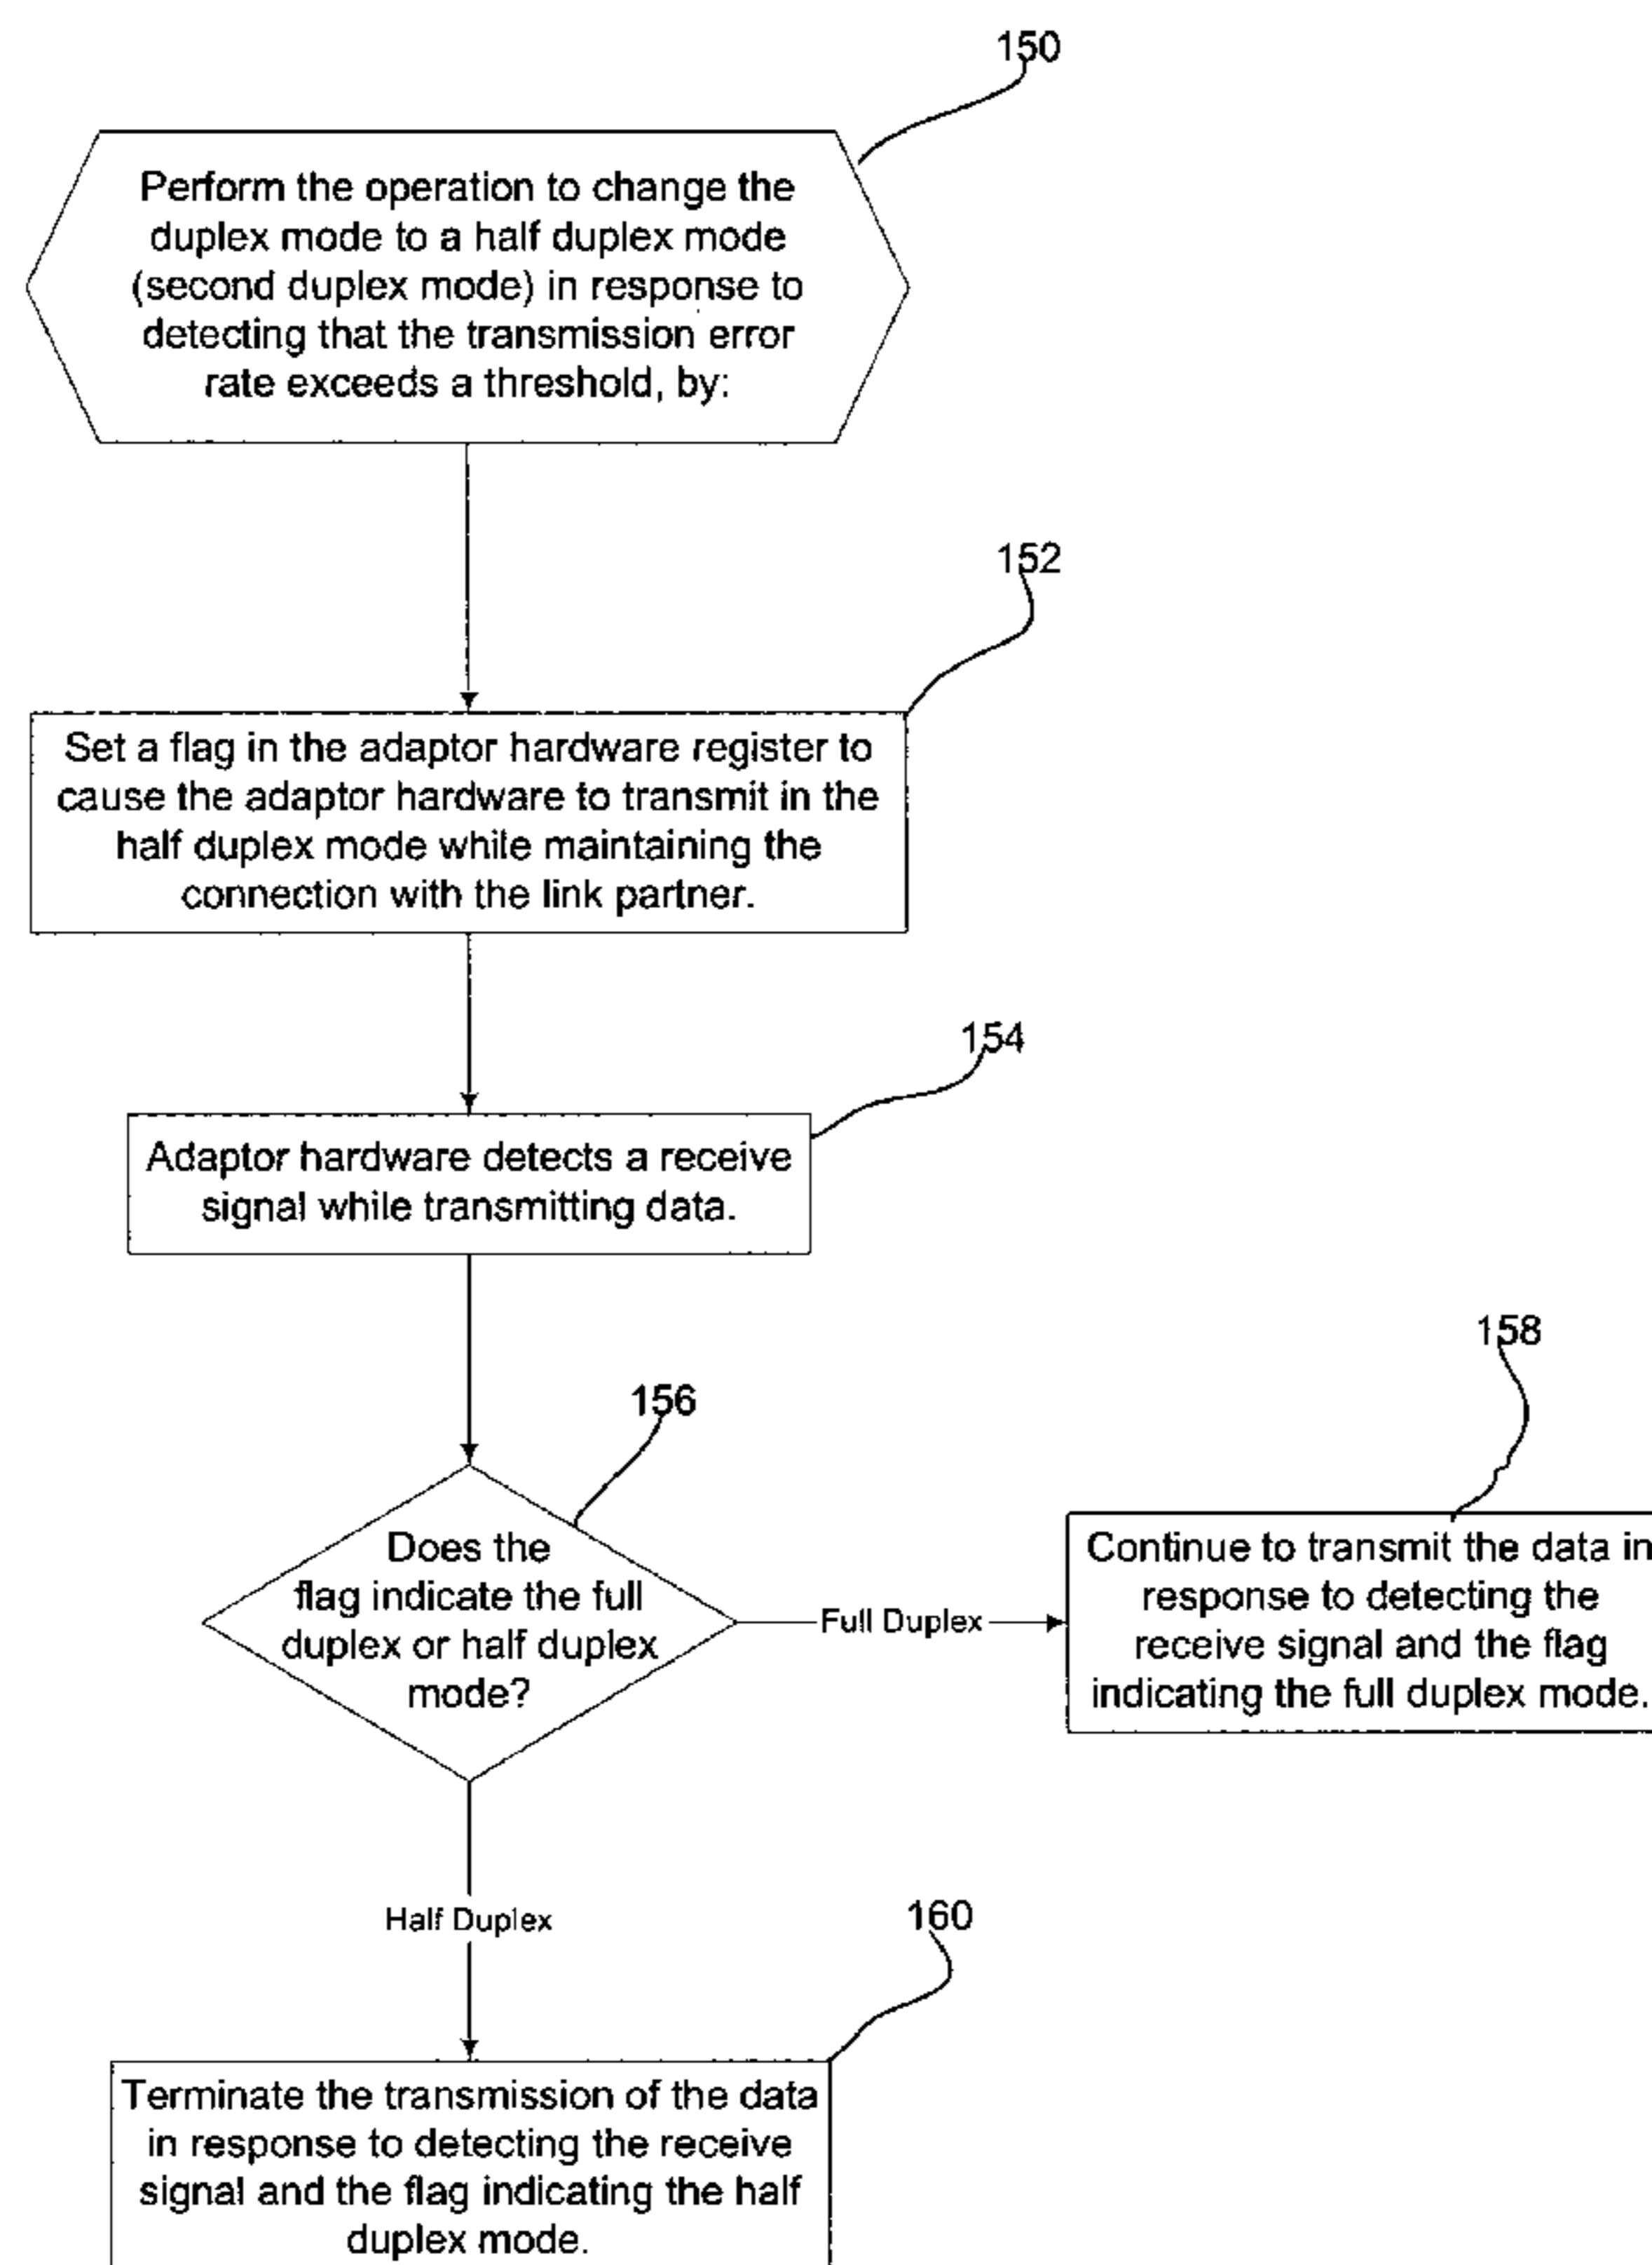 150
Perform the operation to change the
duplex mode to a half duplex mode
(second duplex mode) in response to
detecting that the transmission error
rate exceeds a threshold, by:
152
Set a flag in the adaptor hardware register to
cause the adaptor hardware to transmit in the
half duplex mode while maintaining the
connection with the link partner.
154
Adaptor hardware detects a receive
signal while transmitting data.
156
Does the
flag indicate the full
duplex or half duplex
mode?
Full Duplex
158
Continue to transmit the data in
response to detecting the
receive signal and the flag
indicating the full duplex mode.
Half Duplex
160
Terminate the transmission of the data
in response to detecting the receive
signal and the flag indicating the half
duplex mode.